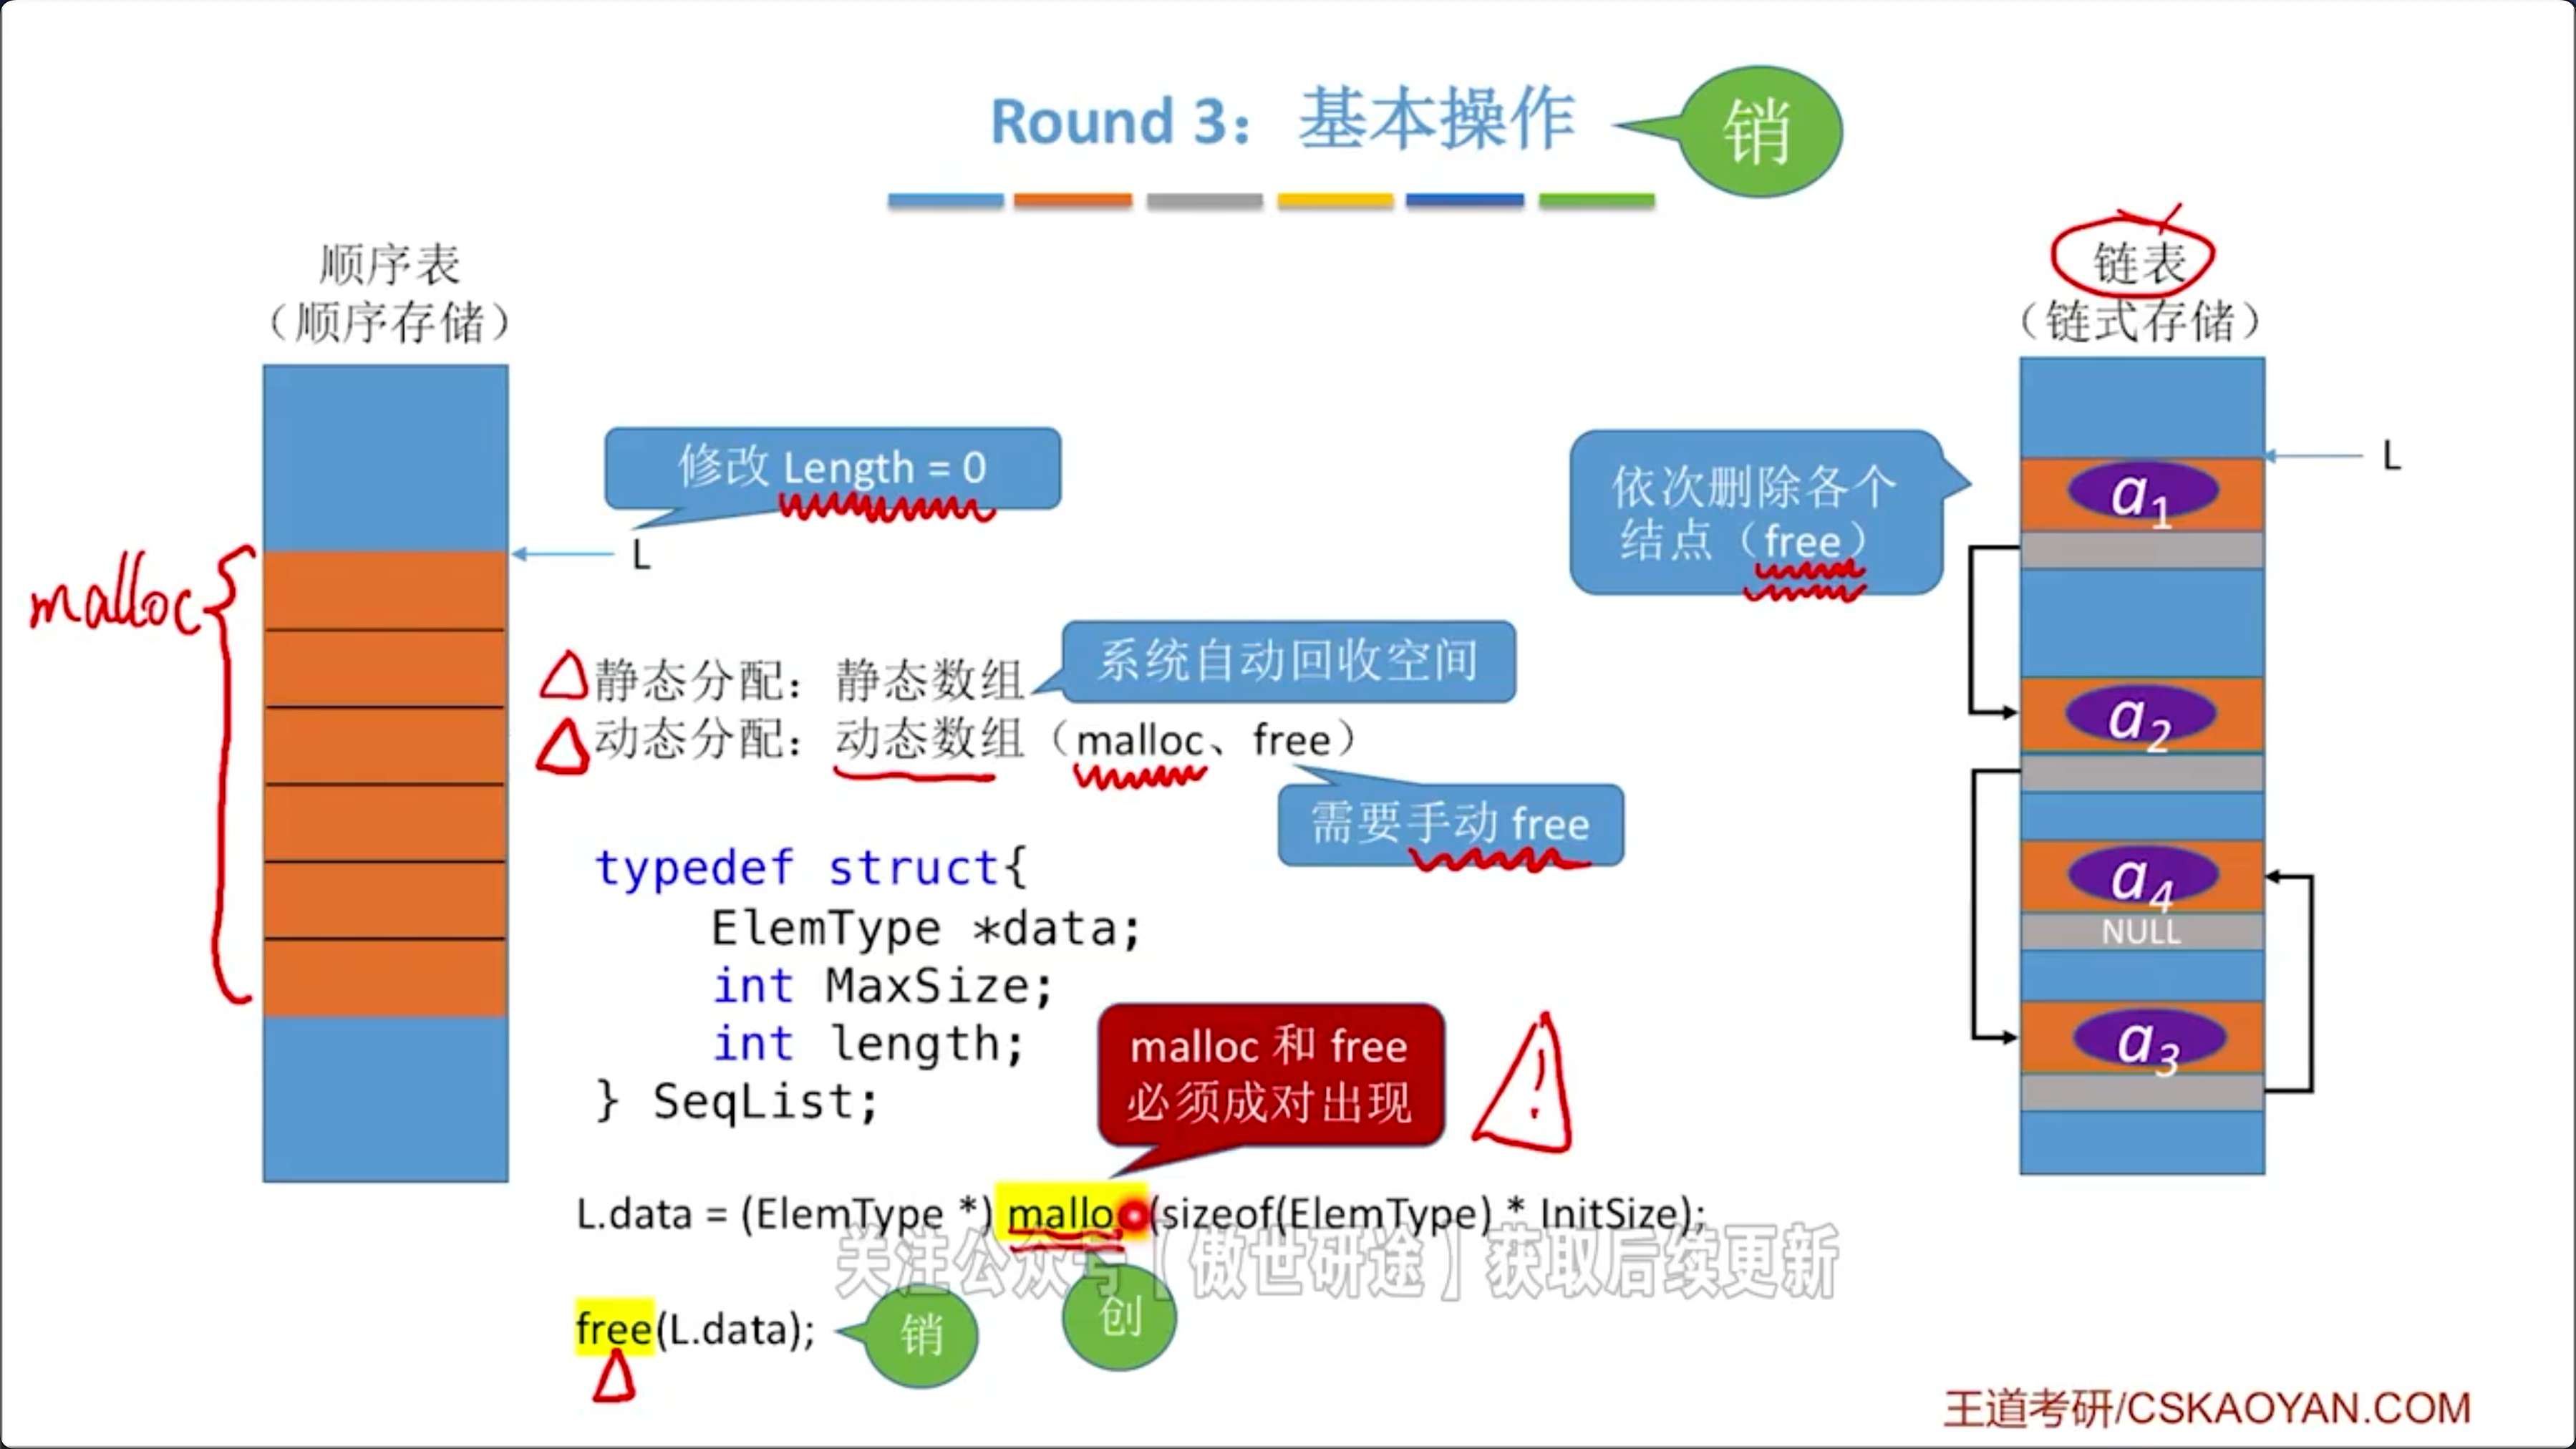 Round 3：基本操作
销
顺序表
（顺序存储）
链表
（链式存储）
修改 Length = 0
L
malloc
依次删除各个
结点（free）
L
a1
a2
a4
NULL
a3
系统自动回收空间
静态分配：静态数组
动态分配：动态数组（malloc、free）
需要手动 free
typedef struct{
ElemType *data;
int MaxSize;
int length;
} SeqList;
malloc 和 free
必须成对出现
!
L.data = (ElemType *) malloc (sizeof(ElemType) * InitSize);
关注公众号【傲世研途】获取后续更新
创
free(L.data);
销
王道考研/CSKAOYAN.COM